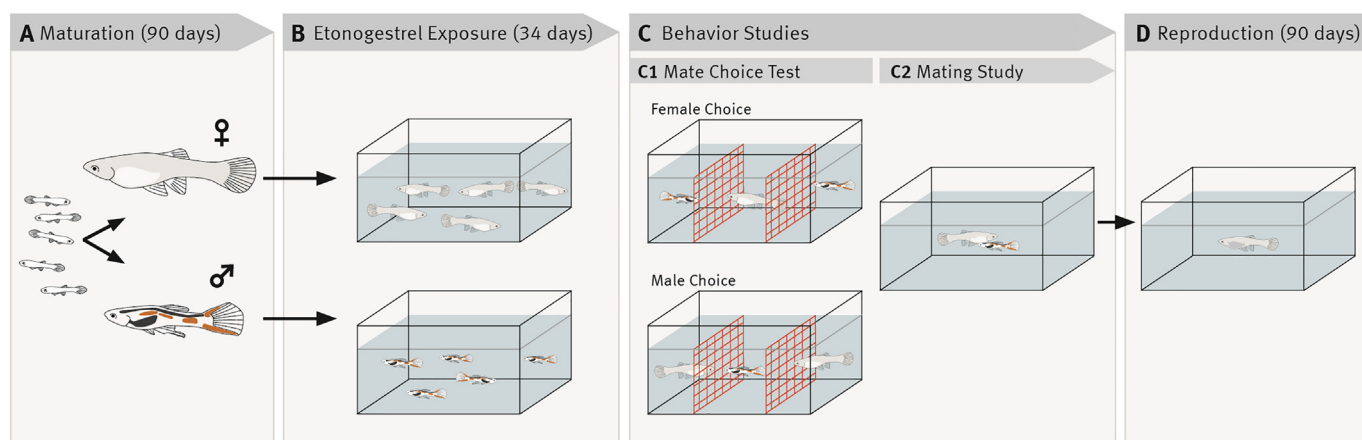 A Maturation (90 days)
B Etonogestrel Exposure (34 days)
C Behavior Studies
D Reproduction (90 days)
C1 Mate Choice Test
C2 Mating Study
Female Choice
♀
Male Choice
♂